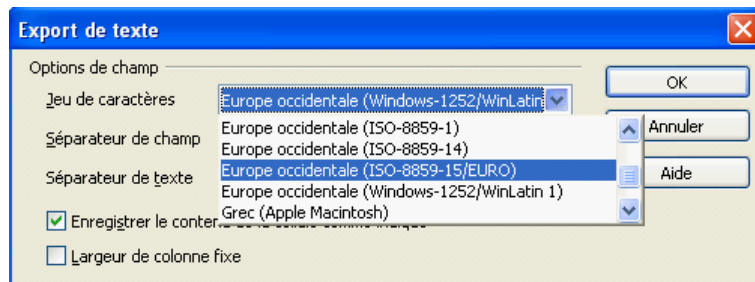 Export de texte
Options de champ
Jeu de caractères
Europe occidentale (Windows-1252/WinLatin
OK
Europe occidentale (ISO-8859-1)
Annuler
Séparateur de champ
Europe occidentale (ISO-8859-14)
Europe occidentale (ISO-8859-15/EURO)
Aide
Séparateur de texte
Europe occidentale (Windows-1252/WinLatin 1)
Grec (Apple Macintosh)
Enregistrer le conten
Largeur de colonne fixe